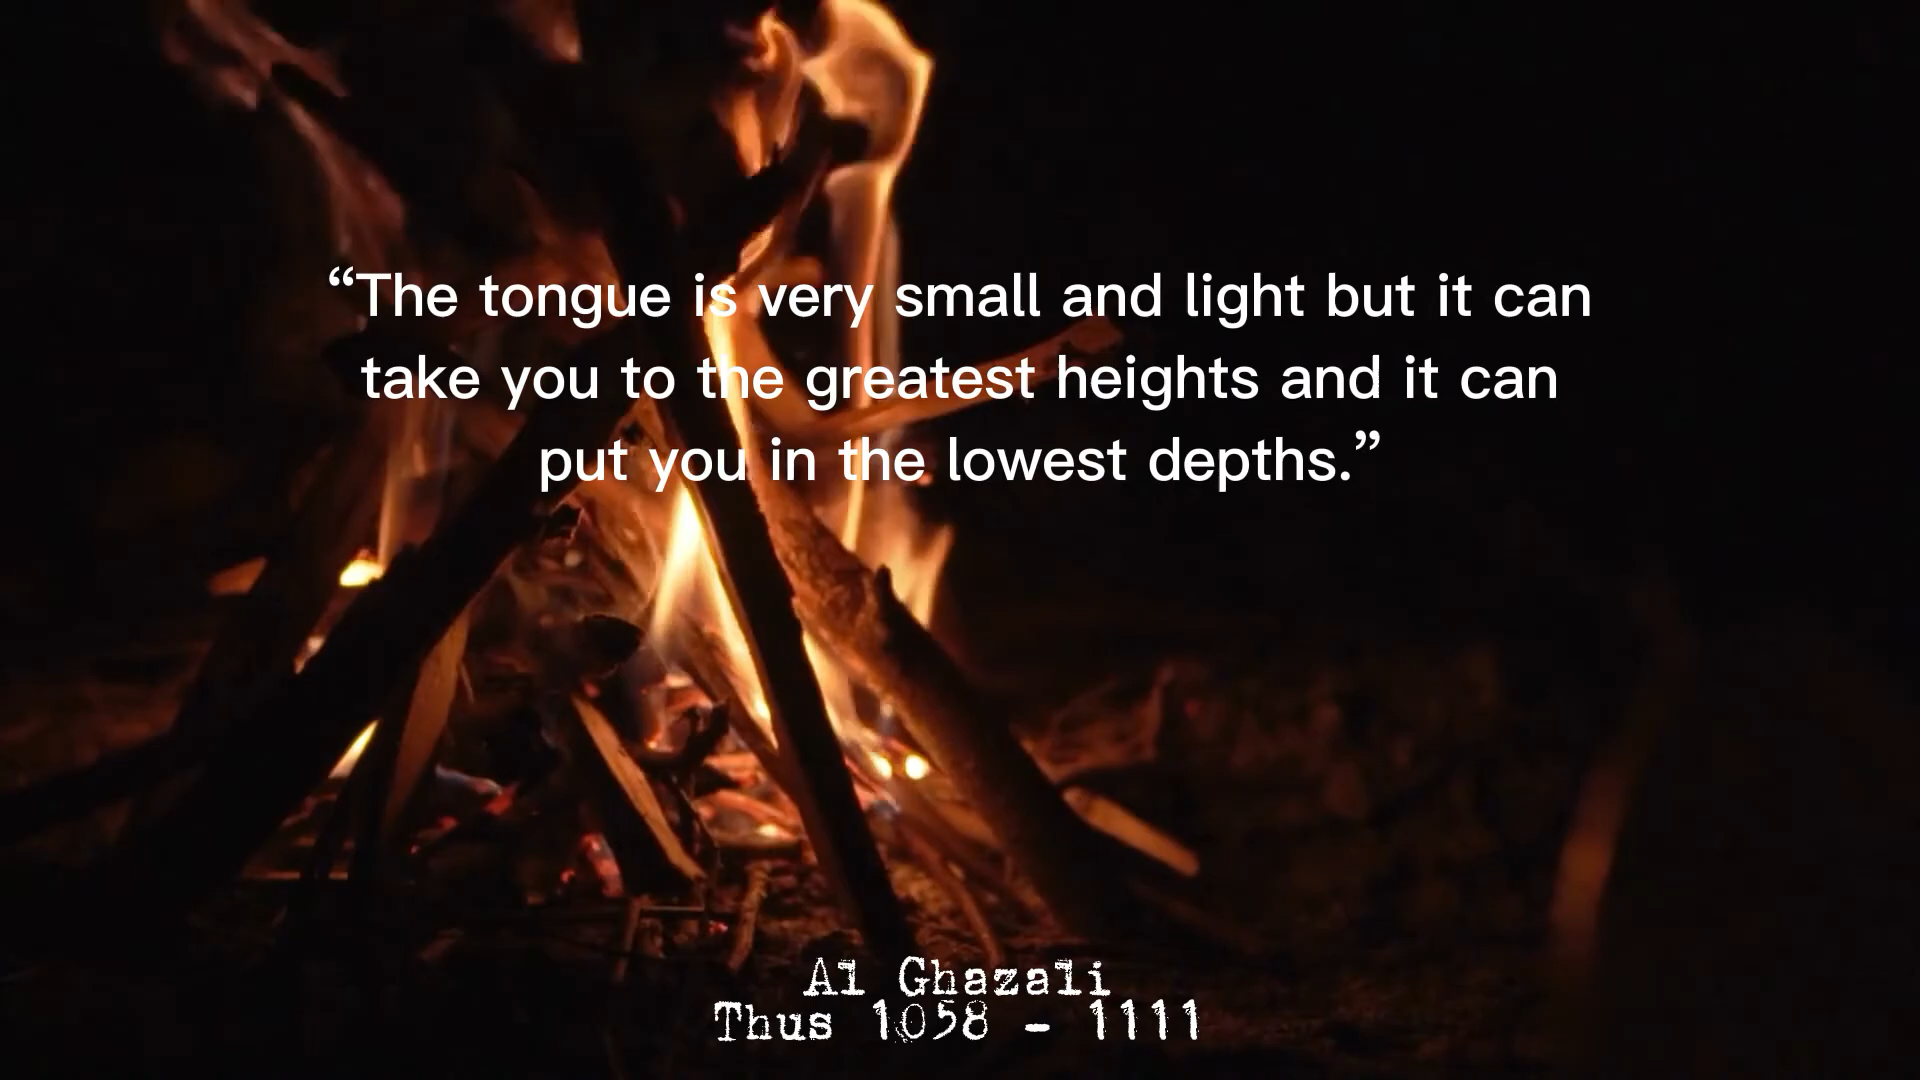 “The tongue is very small and light but it can
take you to the greatest heights and it can
put you in the lowest depths.”
Al Ghazali
Thus 1058 - 1111